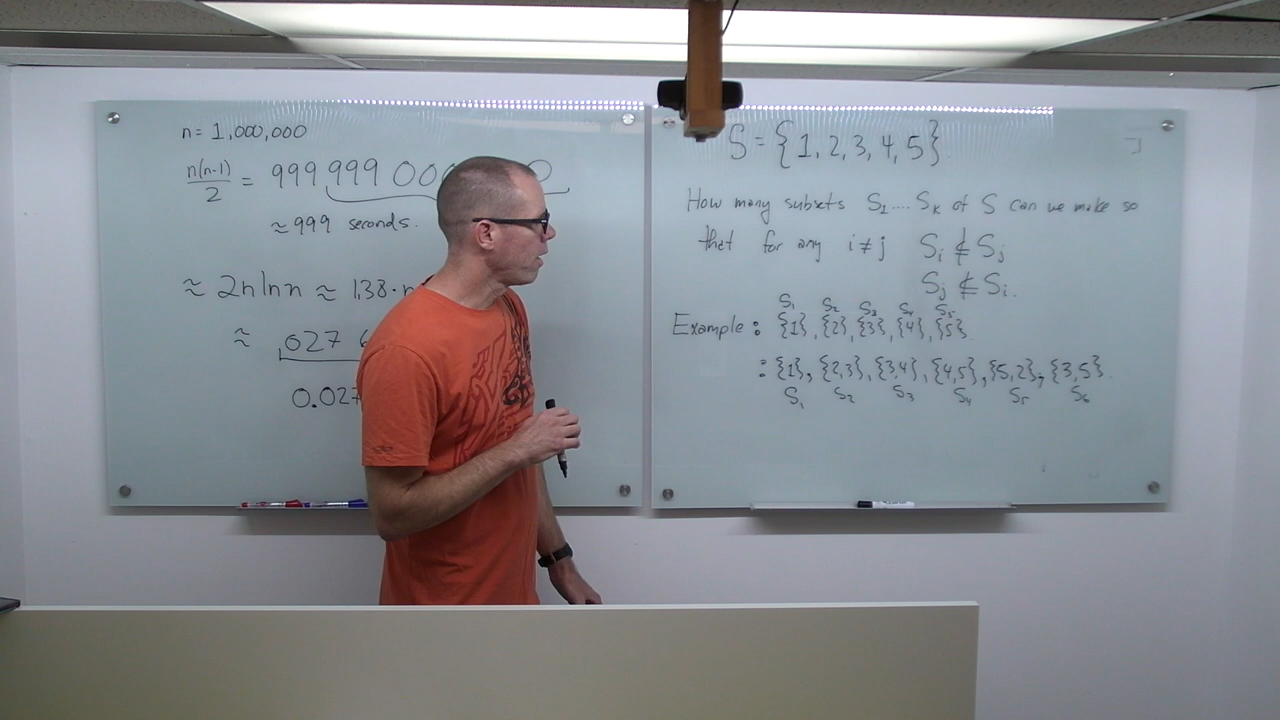 n = 1,000,000
n(n-1)/2 = 999 999 000
≈ 999 seconds.
≈ 2n ln n ≈ 1.38·n
≈ 027
0.027
S = {1, 2, 3, 4, 5}
How many subsets S₁....Sₖ of S can we make so
that for any i ≠ j Sᵢ ⊈ Sⱼ
Sⱼ ⊈ Sᵢ.
S₁ S₂ S₃ S₄ S₅
Example: {1}, {2}, {3}, {4}, {5}
: {1}, {2,3}, {3,4}, {4,5}, {5,2}, {3,5}
S₁ S₂ S₃ S₄ S₅ S₆